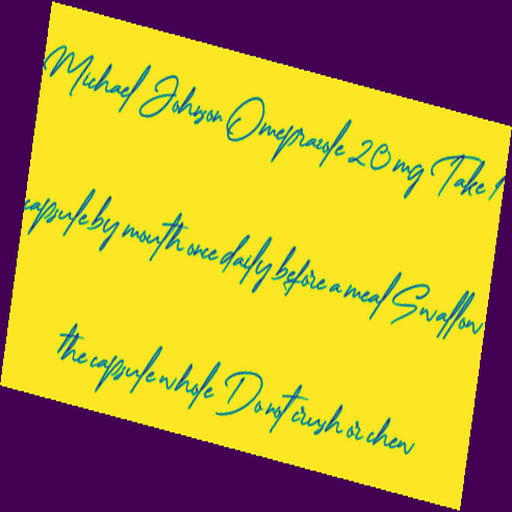 Michael Johnson Omeprazole 20 mg Take 1
capsule by mouth once daily before a meal Swallow
the capsule whole Do not crush or chew